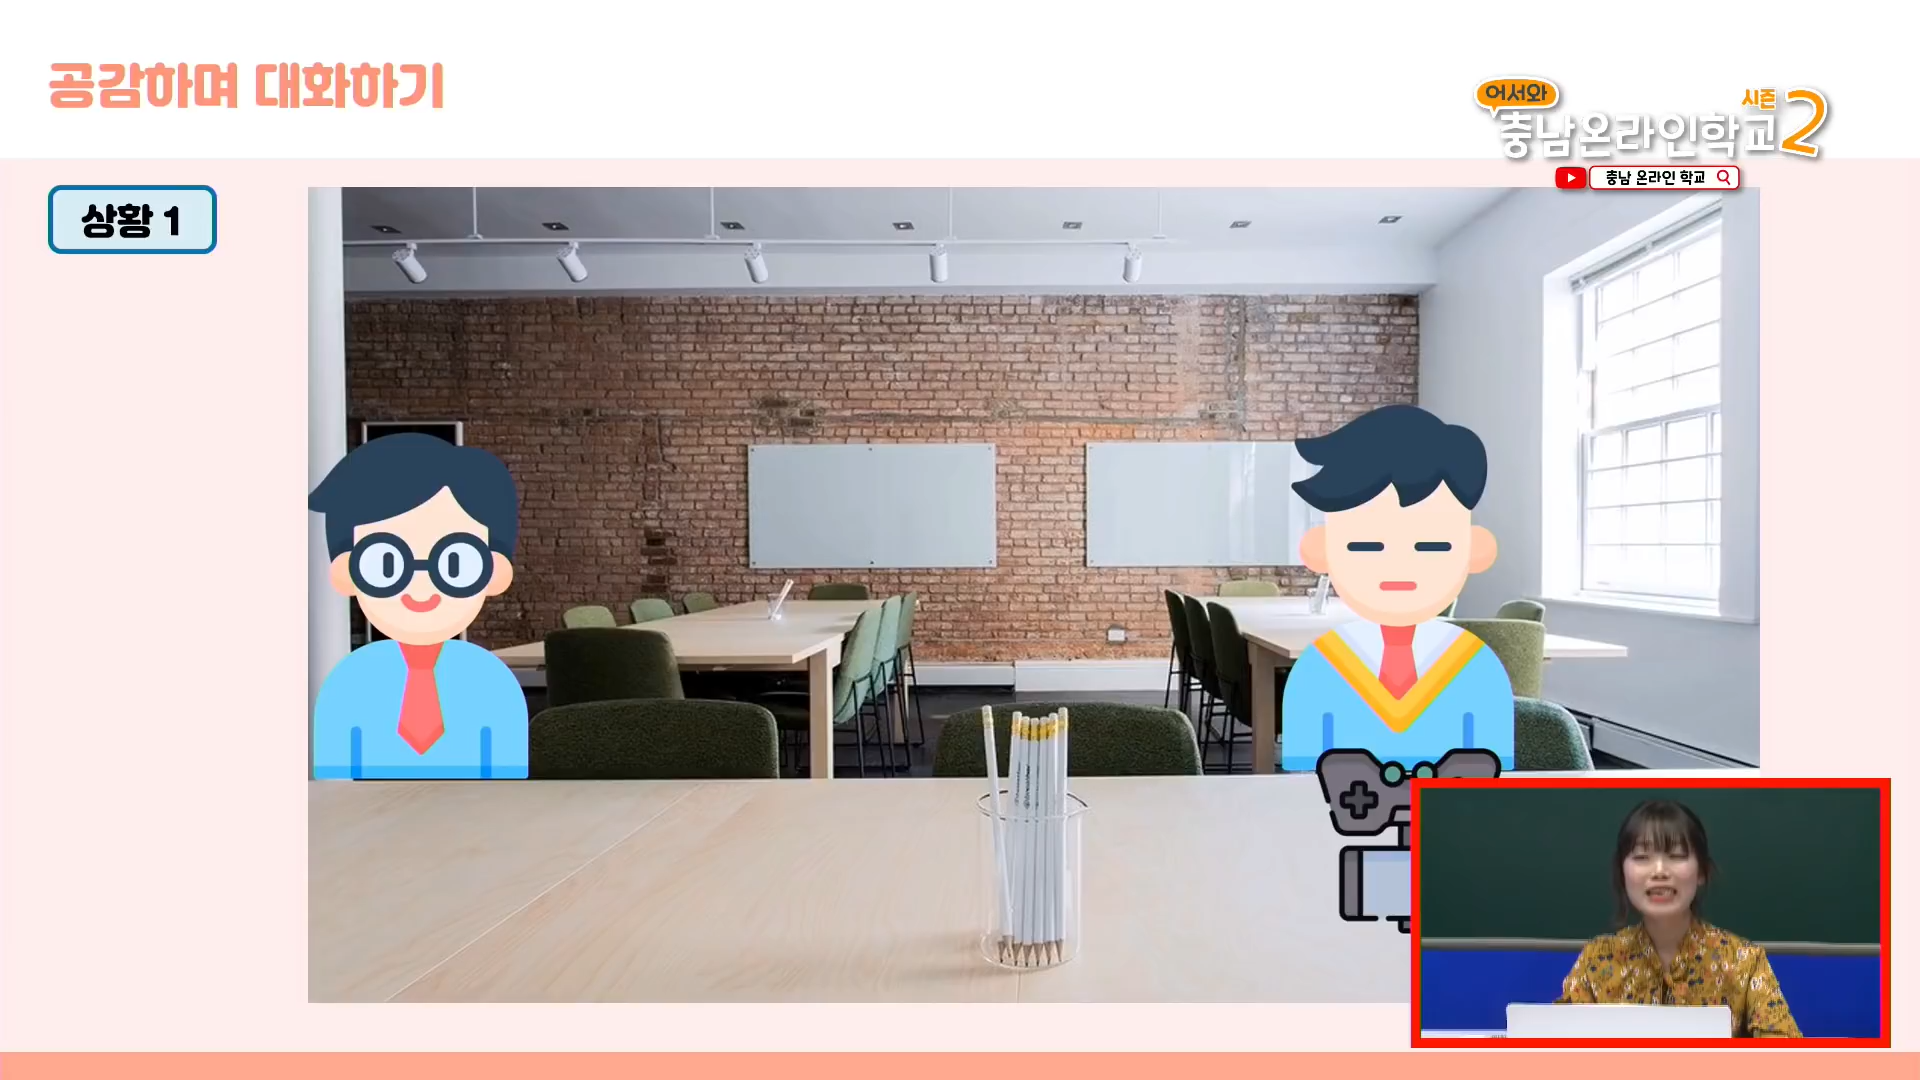 공감하며 대화하기
어서와
시즌2
충남온라인학교
충남 온라인 학교
상황 1